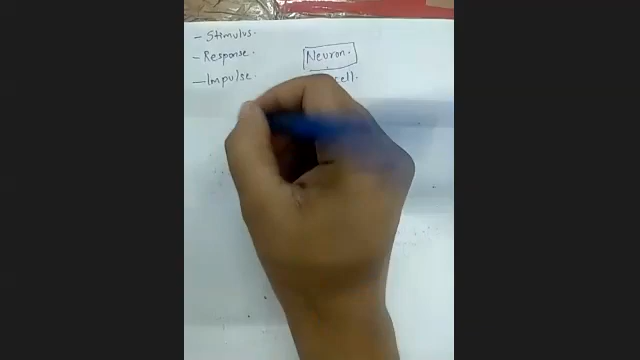 - Stimulus.
- Response.
- Impulse.
Neuron.
cell.